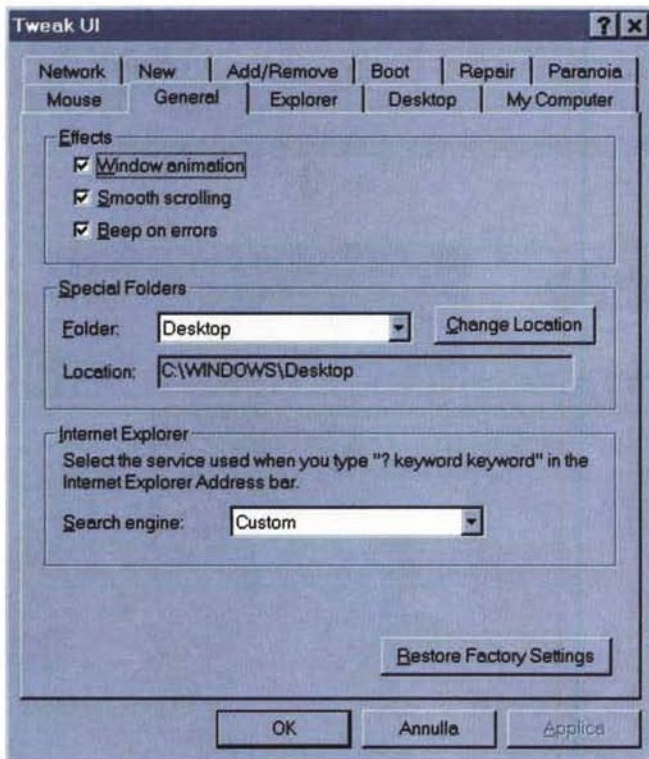 Tweak UI
Network New Add/Remove Boot Repair Paranoia
Mouse General Explorer Desktop My Computer
Effects
Window animation
Smooth scrolling
Beep on errors
Special Folders
Folder: Desktop Change Location
Location: C:\WINDOWS\Desktop
Internet Explorer
Select the service used when you type "? keyword keyword" in the
Internet Explorer Address bar.
Search engine: Custom
Restore Factory Settings
OK Annulla Applica